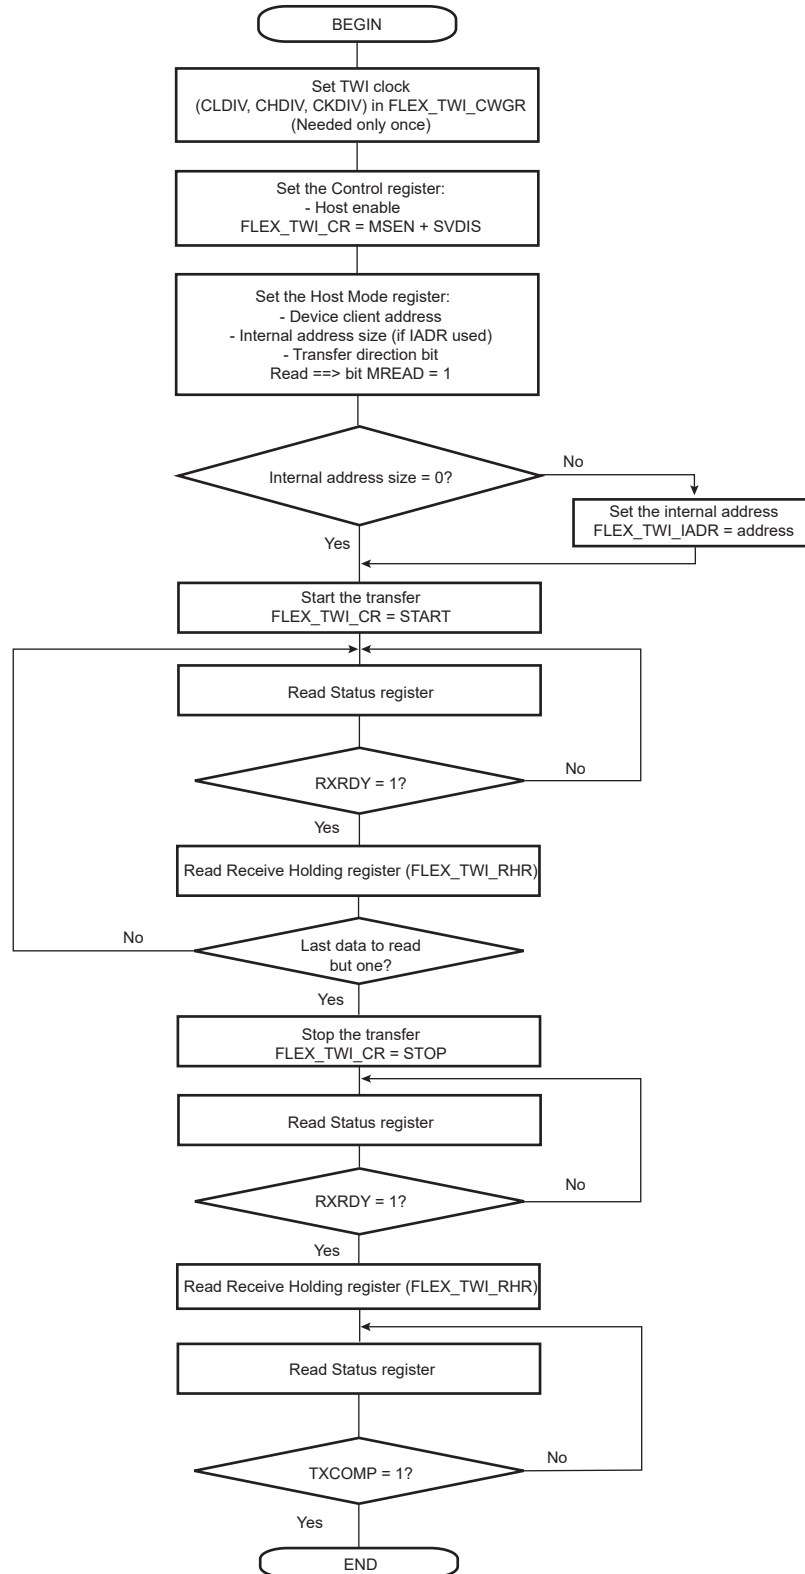 BEGIN
Set TWI clock
(CLDIV, CHDIV, CKDIV) in FLEX_TWI_CWGR
(Needed only once)
Set the Control register:
- Host enable
FLEX_TWI_CR = MSEN + SVDIS
Set the Host Mode register:
- Device client address
- Internal address size (if IADR used)
- Transfer direction bit
Read ==> bit MREAD = 1
Internal address size = 0?
No
Set the internal address
FLEX_TWI_IADR = address
Yes
Start the transfer
FLEX_TWI_CR = START
Read Status register
RXRDY = 1?
No
Yes
Read Receive Holding register (FLEX_TWI_RHR)
No
Last data to read
but one?
Yes
Stop the transfer
FLEX_TWI_CR = STOP
Read Status register
RXRDY = 1?
No
Yes
Read Receive Holding register (FLEX_TWI_RHR)
Read Status register
TXCOMP = 1?
No
Yes
END